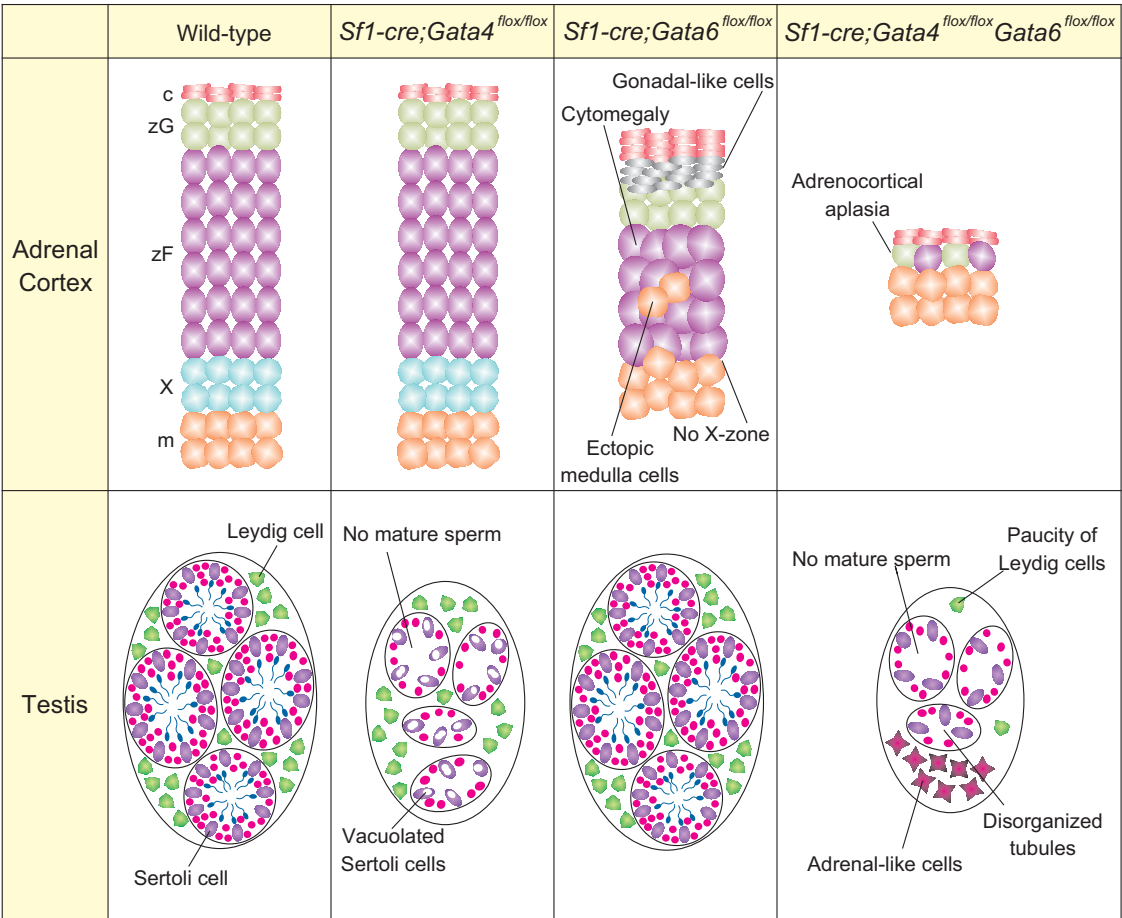 Wild-type
Sf1-cre;Gata4flox/flox
Sf1-cre;Gata6flox/flox
Sf1-cre;Gata4flox/floxGata6flox/flox
Adrenal
Cortex
c
zG
zF
X
m
Gonadal-like cells
Cytomegaly
Ectopic
medulla cells
No X-zone
Adrenocortical
aplasia
Testis
Leydig cell
Sertoli cell
No mature sperm
Vacuolated
Sertoli cells
No mature sperm
Paucity of
Leydig cells
Adrenal-like cells
Disorganized
tubules